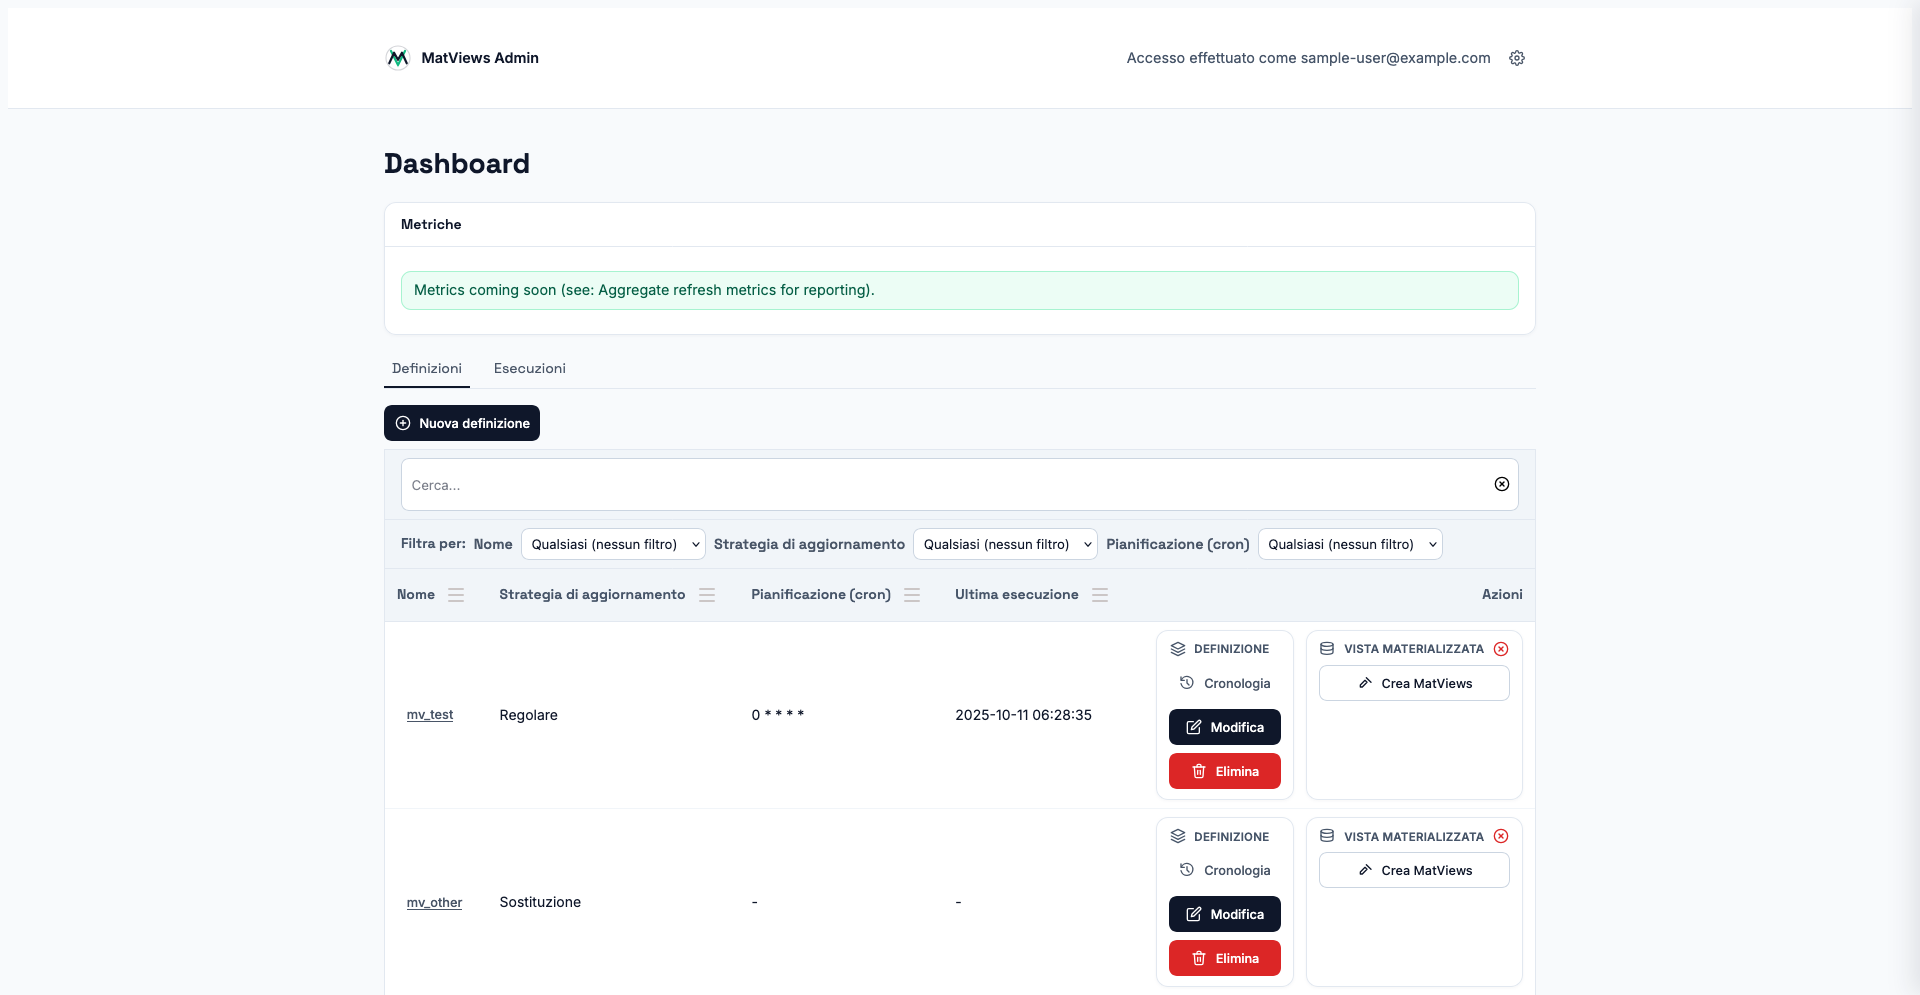 MatViews Admin
Accesso effettuato come sample-user@example.com
Dashboard
Metriche
Metrics coming soon (see: Aggregate refresh metrics for reporting).
Definizioni Esecuzioni
Nuova definizione
Cerca...
Filtra per: Nome Qualsiasi (nessun filtro) Strategia di aggiornamento Qualsiasi (nessun filtro) Pianificazione (cron) Qualsiasi (nessun filtro)
Nome Strategia di aggiornamento Pianificazione (cron) Ultima esecuzione Azioni
DEFINIZIONE VISTA MATERIALIZZATA
Cronologia Crea MatViews
mv_test Regolare 0 * * * * 2025-10-11 06:28:35
Modifica
Elimina
DEFINIZIONE VISTA MATERIALIZZATA
Cronologia Crea MatViews
mv_other Sostituzione - -
Modifica
Elimina